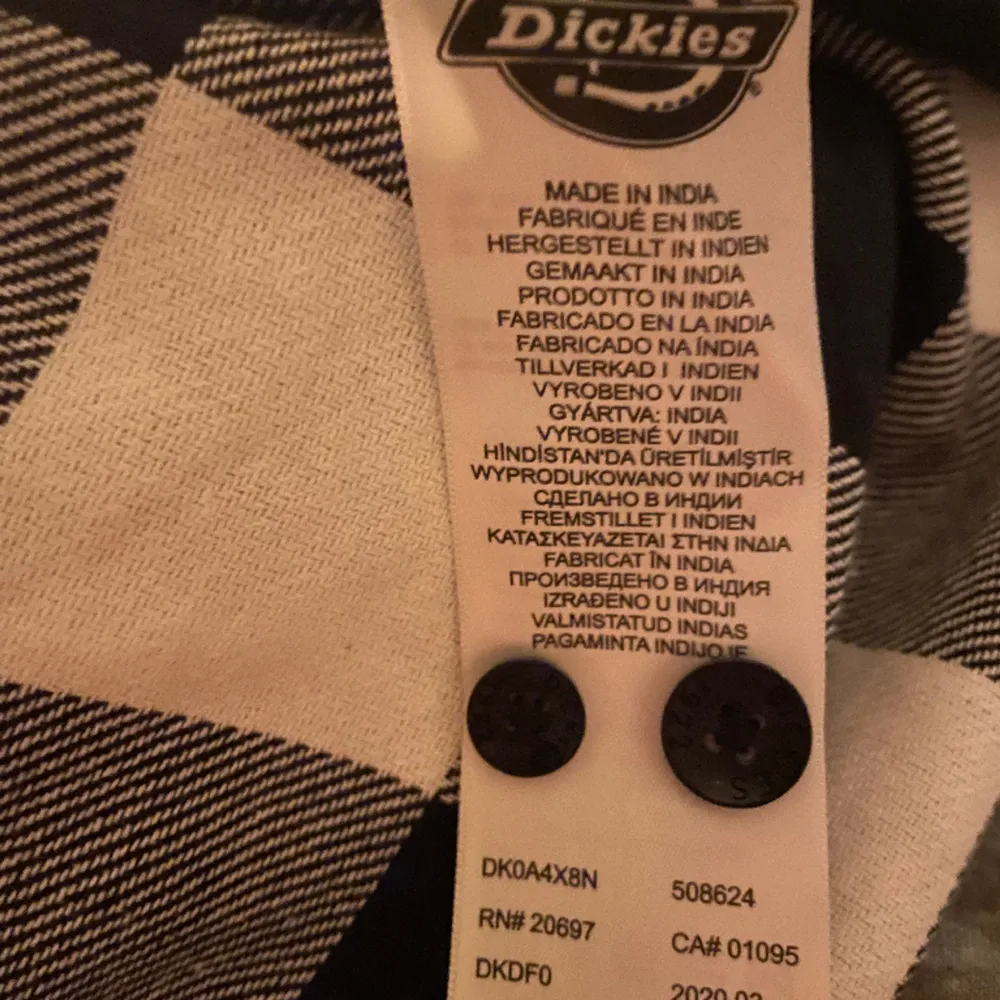 Dickies
®
MADE IN INDIA
FABRIQUÉ EN INDE
HERGESTELLT IN INDIEN
GEMAAKT IN INDIA
PRODOTTO IN INDIA
FABRICADO EN LA INDIA
FABRICADO NA ÍNDIA
TILLVERKAD I INDIEN
VYROBENO V INDII
GYÁRTVA: INDIA
VYROBENÉ V INDII
HİNDİSTAN'DA ÜRETİLMİŞTİR
WYPRODUKOWANO W INDIACH
СДЕЛАНО В ИНДИИ
FREMSTILLET I INDIEN
ΚΑΤΑΣΚΕΥΑΖΕΤΑΙ ΣΤΗΝ ΙΝΔΙΑ
FABRICAT ÎN INDIA
ПРОИЗВЕДЕНО В ИНДИЯ
IZRAĐENO U INDIJI
VALMISTATUD INDIAS
PAGAMINTA INDIJOJE
DK0A4X8N 508624
RN# 20697 CA# 01095
DKDF0 2020-02